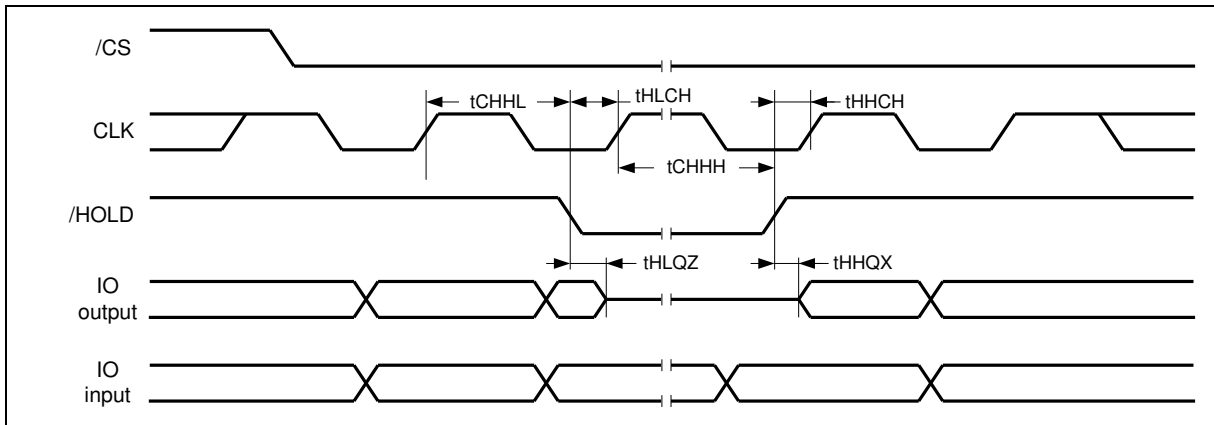 /CS
tCHHL
tHLCH
tHHCH
CLK
tCHHH
/HOLD
tHLQZ
tHHQX
IO
output
IO
input